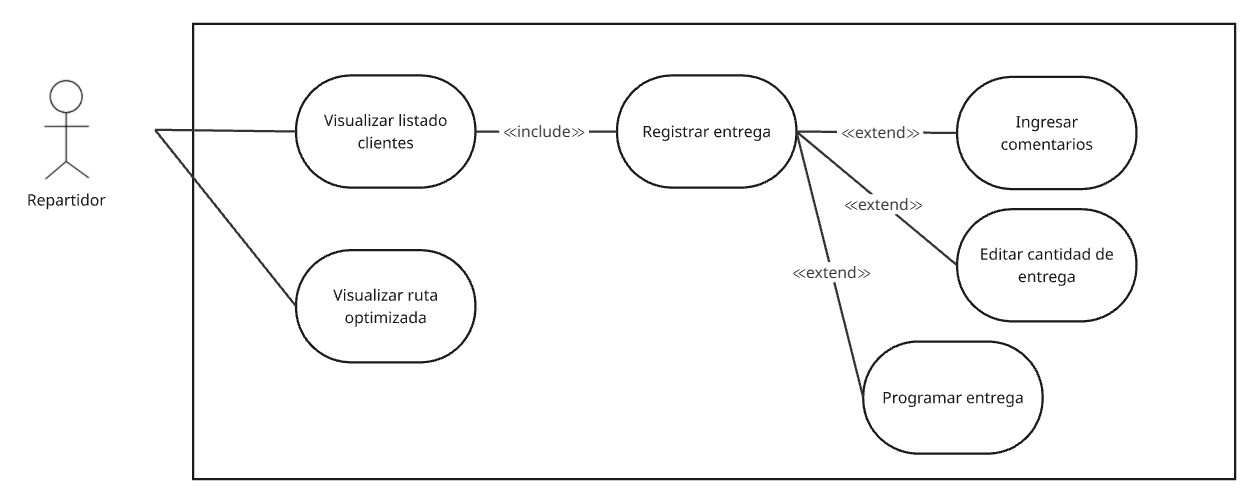 Repartidor
Visualizar listado
clientes
≪include≫
Registrar entrega
≪extend≫
Ingresar
comentarios
≪extend≫
Editar cantidad de
entrega
≪extend≫
Visualizar ruta
optimizada
Programar entrega